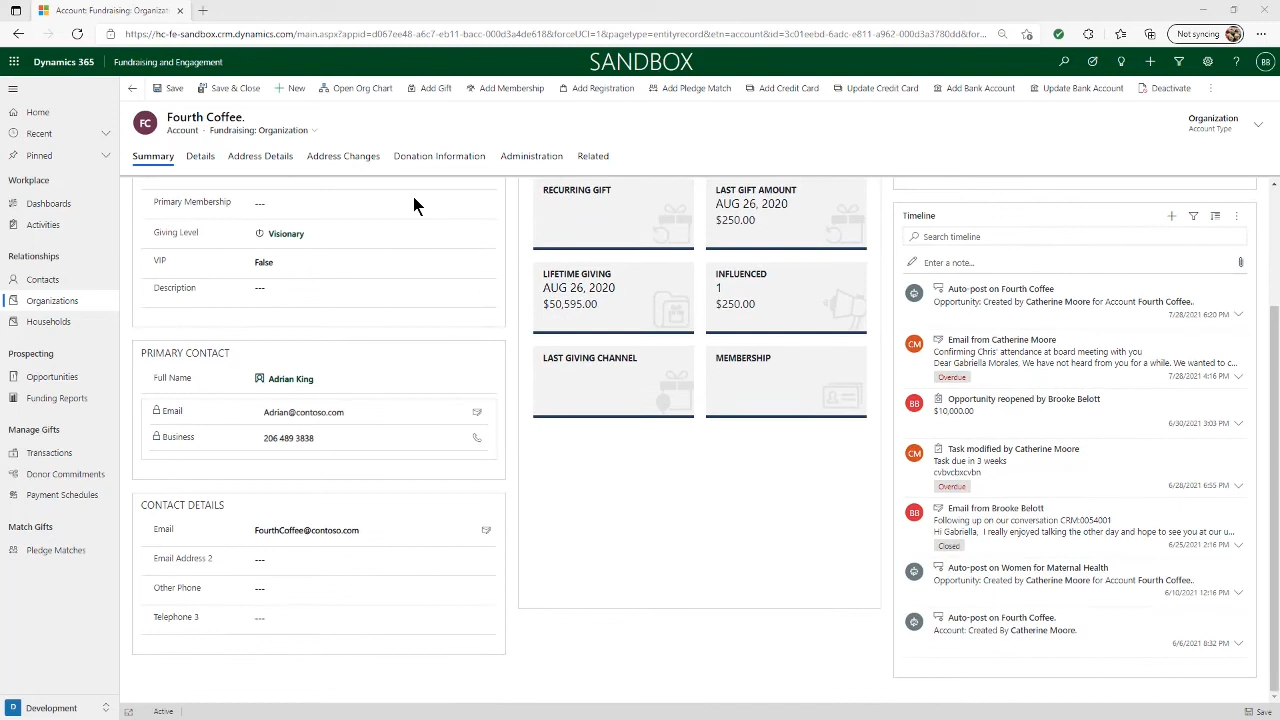 Account: Fundraising: Organizat
https://hc-fe-sandbox.crm.dynamics.com/main.aspx?appid=d067ee48-a6c7-eb11-bacc-000d3a4de618&forceUCI=1&pagetype=entityrecord&etn=account&id=3c01eebd-6adc-e811-a962-000d3a3780dd&for...
Not syncing
Dynamics 365
Fundraising and Engagement
SANDBOX
BB
Save
Save & Close
New
Open Org Chart
Add Gift
Add Membership
Add Registration
Add Pledge Match
Add Credit Card
Update Credit Card
Add Bank Account
Update Bank Account
Deactivate
FC
Fourth Coffee.
Account · Fundraising: Organization
Organization
Account Type
Summary
Details
Address Details
Address Changes
Donation Information
Administration
Related
Home
Recent
Pinned
Workplace
Dashboards
Activities
Relationships
Contacts
Organizations
Households
Prospecting
Opportunities
Funding Reports
Manage Gifts
Transactions
Donor Commitments
Payment Schedules
Match Gifts
Pledge Matches
D Development
Primary Membership ---
Giving Level Visionary
VIP False
Description ---
PRIMARY CONTACT
Full Name Adrian King
Email Adrian@contoso.com
Business 206 489 3838
CONTACT DETAILS
Email FourthCoffee@contoso.com
Email Address 2 ---
Other Phone ---
Telephone 3 ---
RECURRING GIFT
LAST GIFT AMOUNT
AUG 26, 2020
$250.00
LIFETIME GIVING
AUG 26, 2020
$50,595.00
INFLUENCED
1
$250.00
LAST GIVING CHANNEL
MEMBERSHIP
Timeline
Search timeline
Enter a note...
Auto-post on Fourth Coffee
Opportunity: Created by Catherine Moore for Account Fourth Coffee..
7/28/2021 6:20 PM
CM
Email from Catherine Moore
Confirming Chris' attendance at board meeting with you
Dear Gabriella Morales, We have not heard from you for a while. We wanted to c...
Overdue
7/28/2021 4:16 PM
BB
Opportunity reopened by Brooke Belott
$10,000.00
6/30/2021 3:03 PM
CM
Task modified by Catherine Moore
Task due in 3 weeks
cvbvcbxcvbn
Overdue
6/28/2021 6:55 PM
BB
Email from Brooke Belott
Following up on our conversation CRM:0054001
Hi Gabriella, I really enjoyed talking the other day and hope to see you at our u...
Closed
6/25/2021 2:16 PM
Auto-post on Women for Maternal Health
Opportunity: Created by Catherine Moore for Account Fourth Coffee..
6/10/2021 12:16 PM
Auto-post on Fourth Coffee.
Account: Created By Catherine Moore.
6/6/2021 8:32 PM
Active
Save